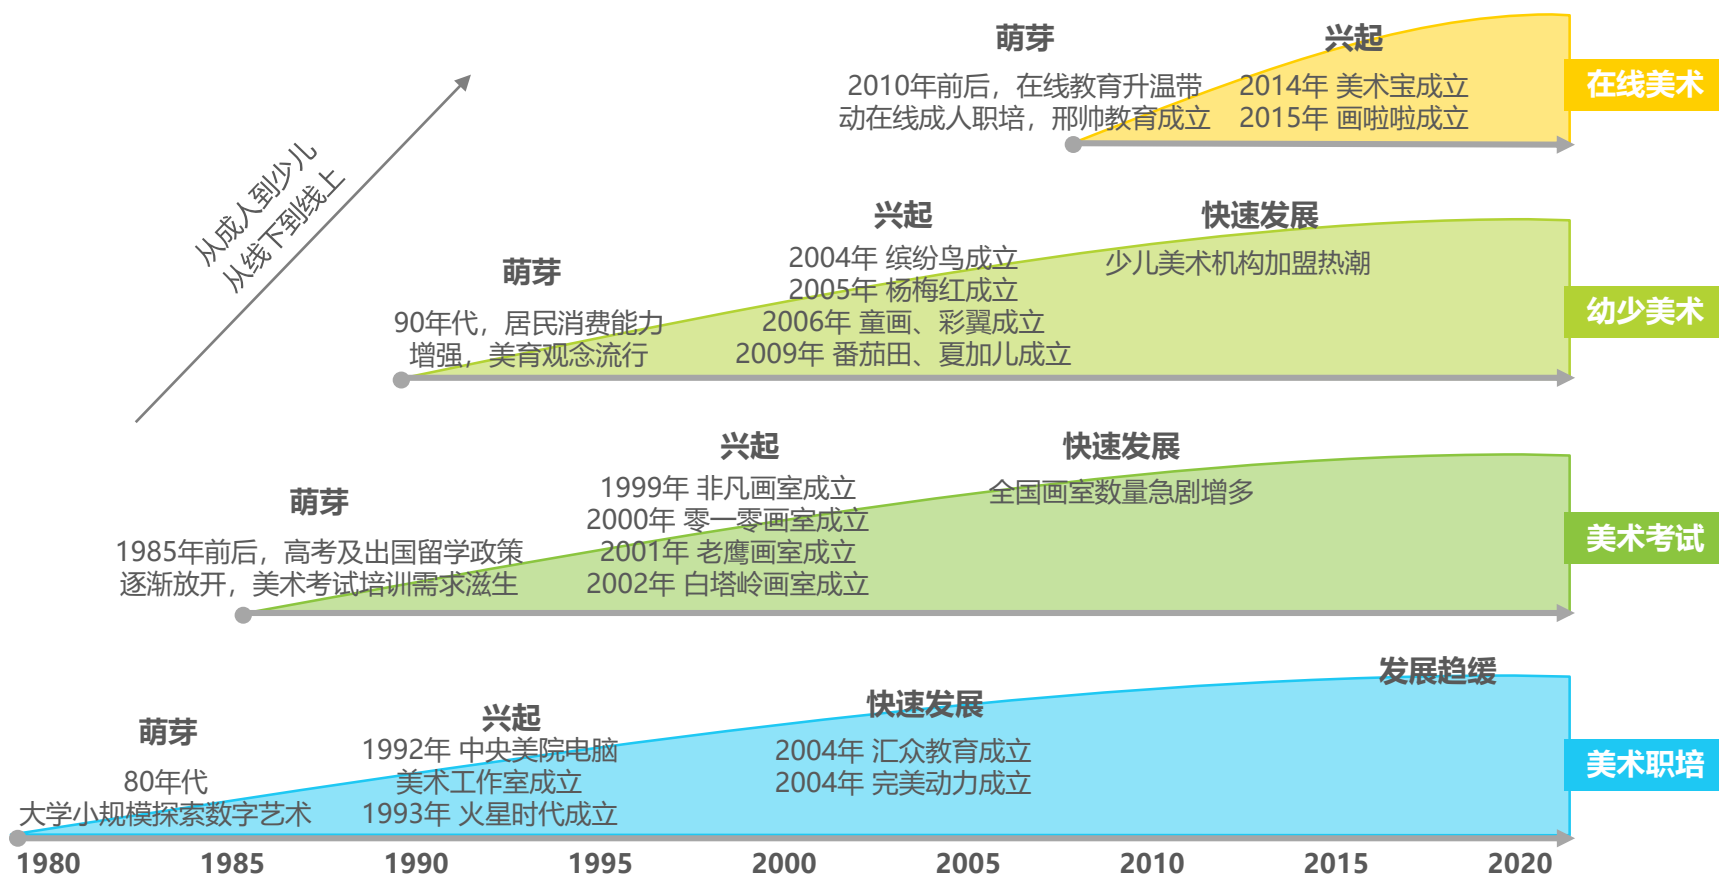 萌芽
2010年前后，在线教育升温带
动在线成人职培，邢帅教育成立
兴起
2014年 美术宝成立
2015年 画啦啦成立
在线美术
从成人到少儿
从线下到线上
萌芽
90年代，居民消费能力
增强，美育观念流行
兴起
2004年 缤纷鸟成立
2005年 杨梅红成立
2006年 童画、彩翼成立
2009年 番茄田、夏加儿成立
快速发展
少儿美术机构加盟热潮
幼少美术
萌芽
1985年前后，高考及出国留学政策
逐渐放开，美术考试培训需求滋生
兴起
1999年 非凡画室成立
2000年 零一零画室成立
2001年 老鹰画室成立
2002年 白塔岭画室成立
快速发展
全国画室数量急剧增多
美术考试
萌芽
80年代
大学小规模探索数字艺术
兴起
1992年 中央美院电脑
美术工作室成立
1993年 火星时代成立
快速发展
2004年 汇众教育成立
2004年 完美动力成立
发展趋缓
美术职培
1980 1985 1990 1995 2000 2005 2010 2015 2020